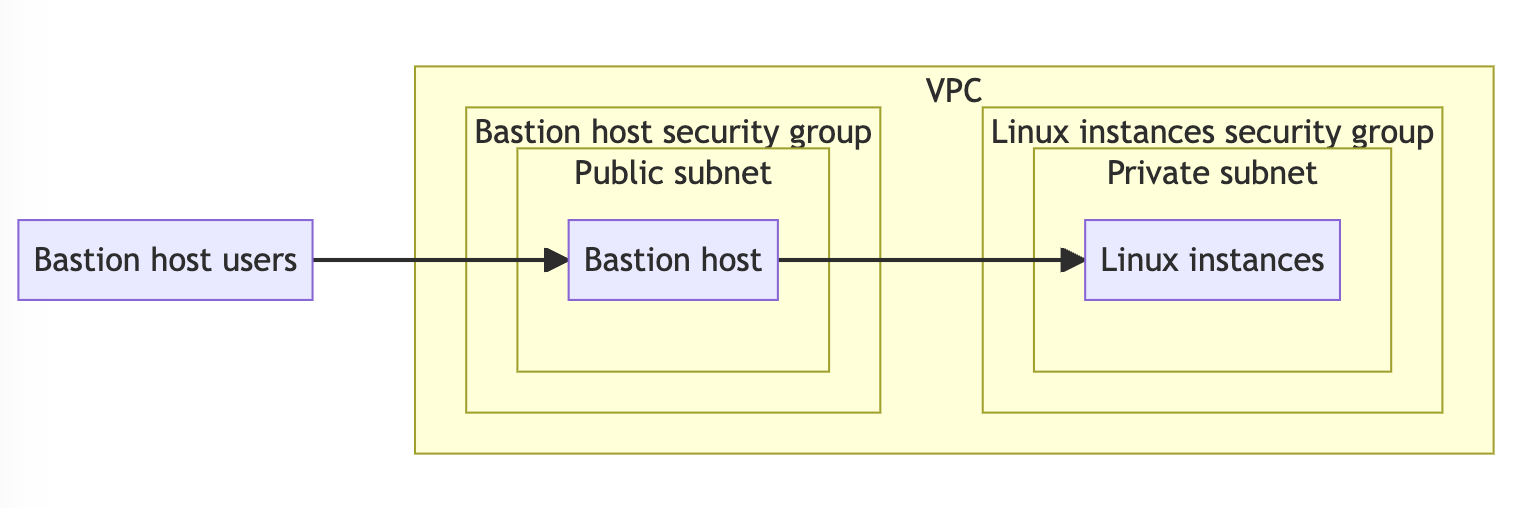 VPC
Bastion host security group
Linux instances security group
Public subnet
Private subnet
Bastion host users
Bastion host
Linux instances